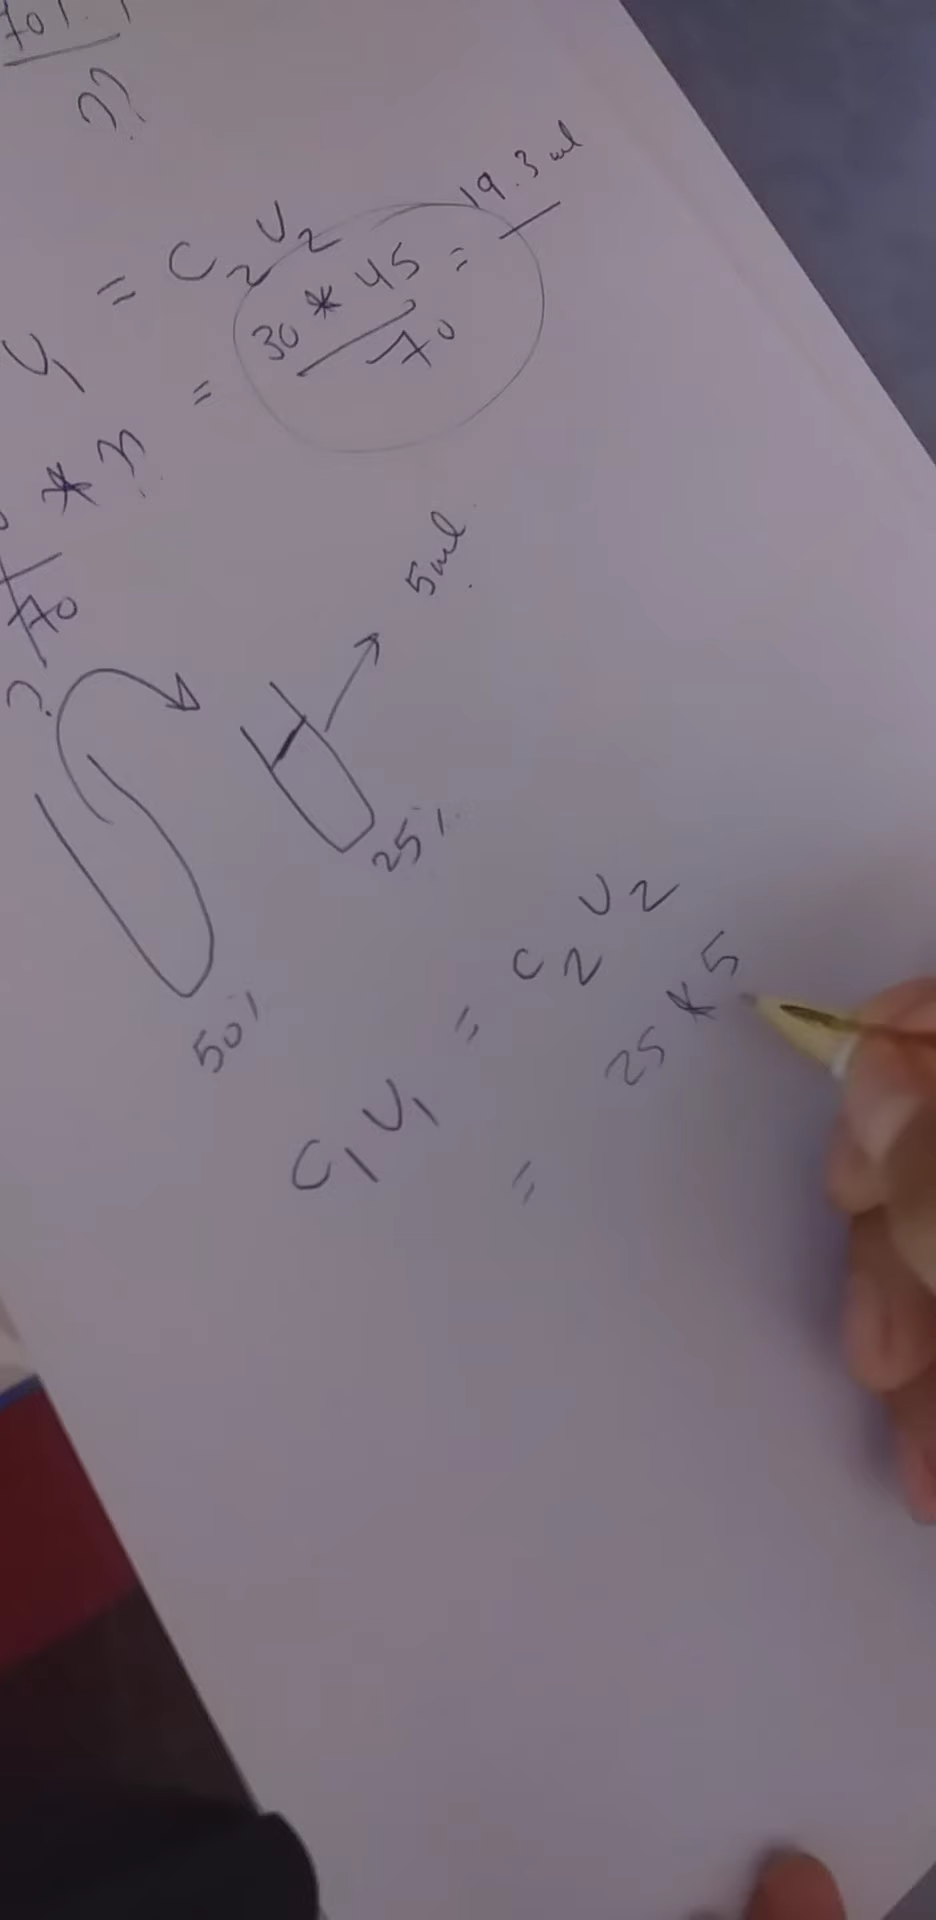 70%
??
V1 = C2V2
* ?? = 30 * 45 / 70 = 19.3 ml
70
?
5ml
25%
50%
C1V1 = C2V2
= 25 * 5